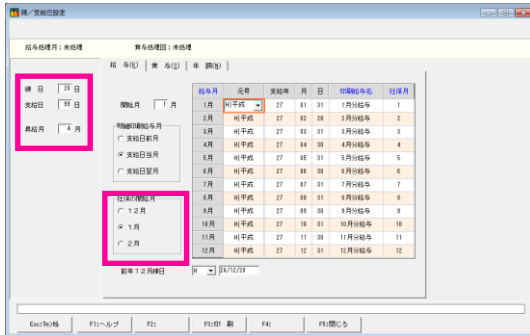 締/支給日設定
給与処理月:未処理 賞与処理回:未処理
給 与(K) 賞 与(S) 年 調(N)
締 日 20 日
支給日 99 日
昇給月 4 月
開始月 1 月
明細印刷給与月
支給日前月
支給日当月
支給日翌月
社保の開始月
12月
1月
2月
前年12月締日 H 26/12/20
給与月 元号 支給年 月 日 印刷給与名 社保月
1月 H|平成 27 01 31 1月分給与 1
2月 H|平成 27 02 28 2月分給与 2
3月 H|平成 27 03 31 3月分給与 3
4月 H|平成 27 04 30 4月分給与 4
5月 H|平成 27 05 31 5月分給与 5
6月 H|平成 27 06 30 6月分給与 6
7月 H|平成 27 07 31 7月分給与 7
8月 H|平成 27 08 31 8月分給与 8
9月 H|平成 27 09 30 9月分給与 9
10月 H|平成 27 10 31 10月分給与 10
11月 H|平成 27 11 30 11月分給与 11
12月 H|平成 27 12 31 12月分給与 12
Esc:ｷｬﾝｾﾙ F1:ヘルプ F2: F3:印 刷 F4: F5:閉じる